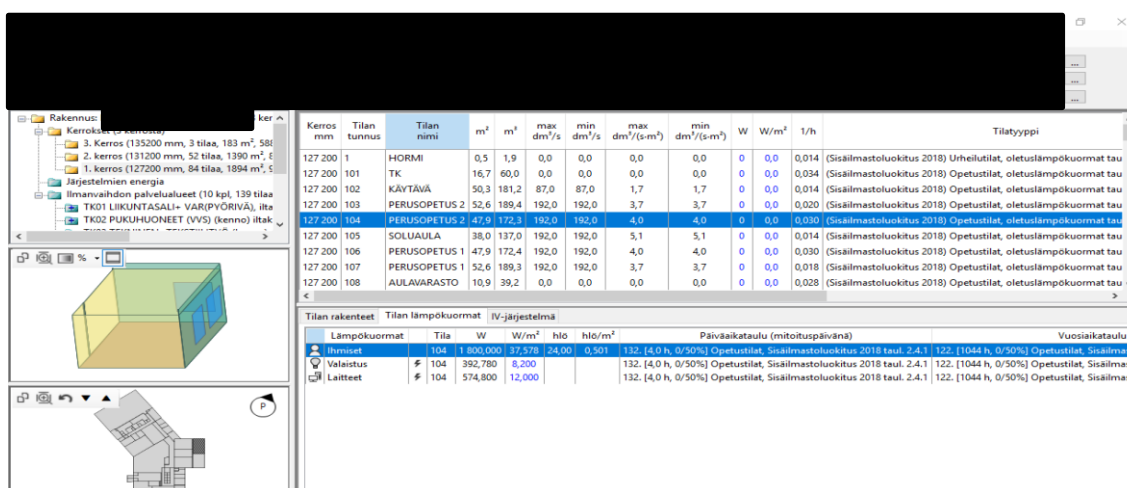 ...
...
...
Rakennus:
ker
Kerrokset (3 kerrosta)
3. Kerros (135200 mm, 3 tilaa, 183 m², 588
2. kerros (131200 mm, 52 tilaa, 1390 m²,
1. kerros (127200 mm, 84 tilaa, 1894 m²,
Järjestelmien energia
Ilmanvaihdon palvelualueet (10 kpl, 139 tilaa
TK01 LIIKUNTASALI+ VAR(PYÖRIVÄ), ilta
TK02 PUKUHUONEET (VVS) (kenno) iltak
%
P
Kerros mm Tilan tunnus Tilan nimi m² m³ max dm³/s min dm³/s max dm³/(s·m²) min dm³/(s·m²) W W/m² 1/h Tilatyyppi
127 200 1 HORMI 0,5 1,9 0,0 0,0 0,0 0,0 0 0,0 0,014 (Sisäilmastoluokitus 2018) Urheilutilat, oletuslämpökuormat tau
127 200 101 TK 16,7 60,0 0,0 0,0 0,0 0,0 0 0,0 0,034 (Sisäilmastoluokitus 2018) Opetustilat, oletuslämpökuormat tau
127 200 102 KÄYTÄVÄ 50,3 181,2 87,0 87,0 1,7 1,7 0 0,0 0,014 (Sisäilmastoluokitus 2018) Opetustilat, oletuslämpökuormat tau
127 200 103 PERUSOPETUS 2 52,6 189,4 192,0 192,0 3,7 3,7 0 0,0 0,020 (Sisäilmastoluokitus 2018) Opetustilat, oletuslämpökuormat tau
127 200 104 PERUSOPETUS 2 47,9 172,3 192,0 192,0 4,0 4,0 0 0,0 0,030 (Sisäilmastoluokitus 2018) Opetustilat, oletuslämpökuormat tau
127 200 105 SOLUAULA 38,0 137,0 192,0 192,0 5,1 5,1 0 0,0 0,014 (Sisäilmastoluokitus 2018) Opetustilat, oletuslämpökuormat tau
127 200 106 PERUSOPETUS 1 47,9 172,4 192,0 192,0 4,0 4,0 0 0,0 0,030 (Sisäilmastoluokitus 2018) Opetustilat, oletuslämpökuormat tau
127 200 107 PERUSOPETUS 1 52,6 189,3 192,0 192,0 3,7 3,7 0 0,0 0,018 (Sisäilmastoluokitus 2018) Opetustilat, oletuslämpökuormat tau
127 200 108 AULAVARASTO 10,9 39,2 0,0 0,0 0,0 0,0 0 0,0 0,028 (Sisäilmastoluokitus 2018) Opetustilat, oletuslämpökuormat tau
Tilan rakenteet Tilan lämpökuormat IV-järjestelmä
Lämpökuormat Tila W W/m² hlö hlö/m² Päiväaikataulu (mitoituspäivänä) Vuosiaikataulu
Ihmiset 104 1 800,000 37,578 24,00 0,501 132. [4,0 h, 0/50%] Opetustilat, Sisäilmastoluokitus 2018 taul. 2.4.1 122. [1044 h, 0/50%] Opetustilat, Sisäilma
Valaistus 104 392,780 8,200 132. [4,0 h, 0/50%] Opetustilat, Sisäilmastoluokitus 2018 taul. 2.4.1 122. [1044 h, 0/50%] Opetustilat, Sisäilma
Laitteet 104 574,800 12,000 132. [4,0 h, 0/50%] Opetustilat, Sisäilmastoluokitus 2018 taul. 2.4.1 122. [1044 h, 0/50%] Opetustilat, Sisäilma